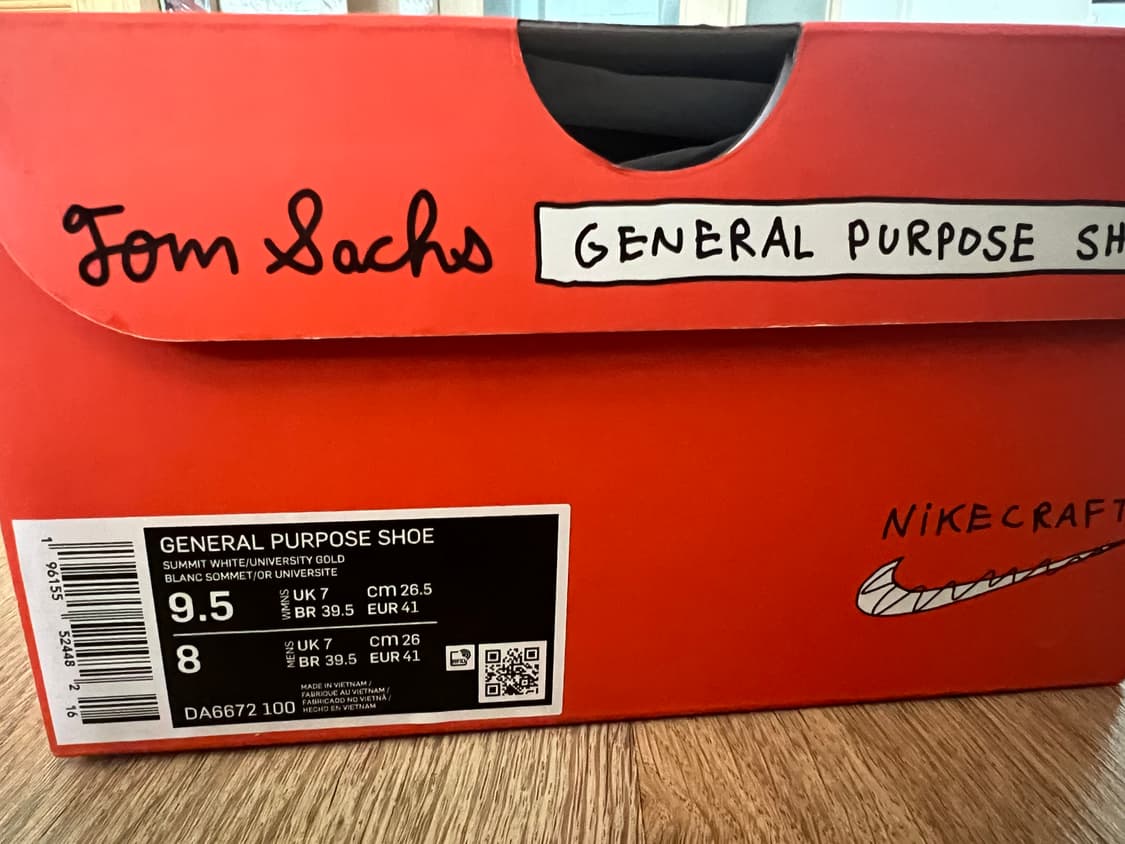 Tom Sachs
GENERAL PURPOSE SH
NiKECRAFT
GENERAL PURPOSE SHOE
SUMMIT WHITE/UNIVERSITY GOLD
BLANC SOMMET/OR UNIVERSITE
9.5 WMNS UK 7 cm 26.5
BR 39.5 EUR 41
8 MENS UK 7 cm 26
BR 39.5 EUR 41
MADE IN VIETNAM /
FABRIQUE AU VIETNAM /
FABRICADO NO VIETNÃ /
HECHO EN VIETNAM
DA6672 100
1 96155 52448 2 16